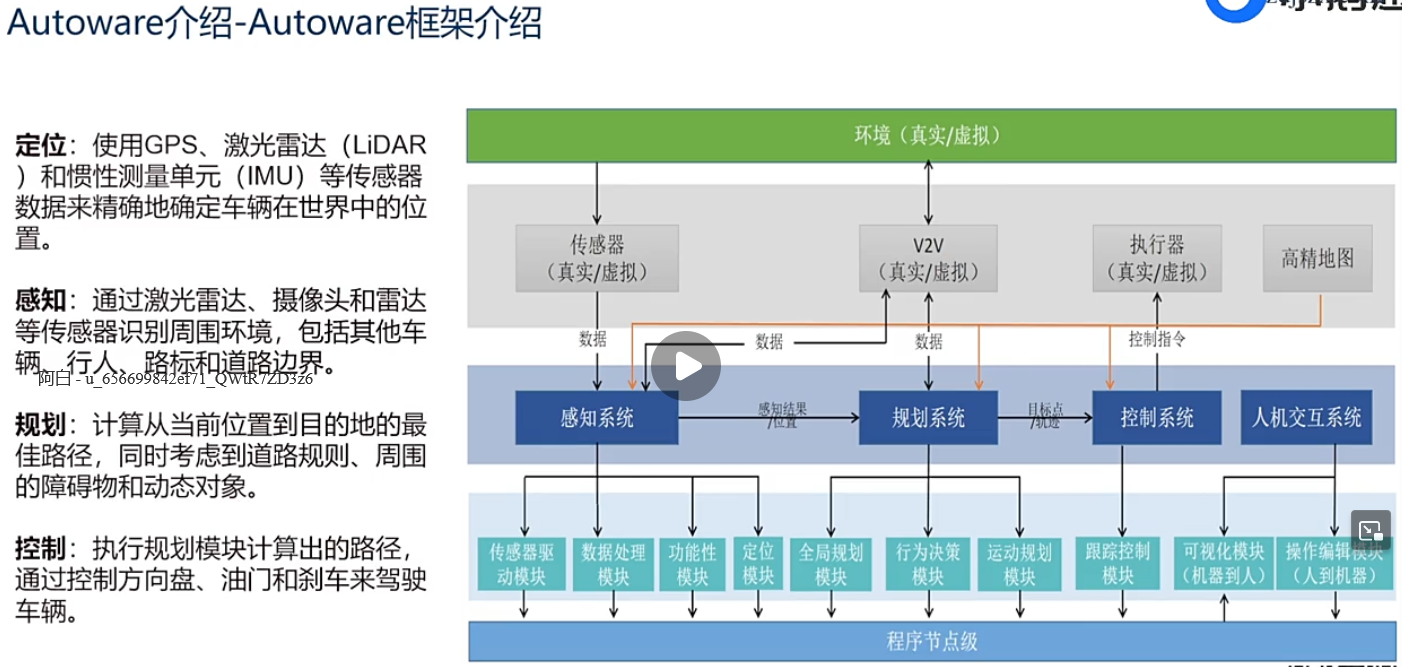 Autoware介绍-Autoware框架介绍
定位：使用GPS、激光雷达（LiDAR
）和惯性测量单元（IMU）等传感器
数据来精确地确定车辆在世界中的位
置。
感知：通过激光雷达、摄像头和雷达
等传感器识别周围环境，包括其他车
辆、行人、路标和道路边界。
阿白 - u_656699842ef71_QWtR7ZD3z6
规划：计算从当前位置到目的地的最
佳路径，同时考虑到道路规则、周围
的障碍物和动态对象。
控制：执行规划模块计算出的路径，
通过控制方向盘、油门和刹车来驾驶
车辆。
环境（真实/虚拟）
传感器
（真实/虚拟）
V2V
（真实/虚拟）
执行器
（真实/虚拟）
高精地图
数据
数据
数据
控制指令
感知系统
感知结果
/位置
规划系统
目标点
/轨迹
控制系统
人机交互系统
传感器驱
动模块
数据处理
模块
功能性
模块
定位
模块
全局规划
模块
行为决策
模块
运动规划
模块
跟踪控制
模块
可视化模块
（机器到人）
操作编辑模块
（人到机器）
程序节点级